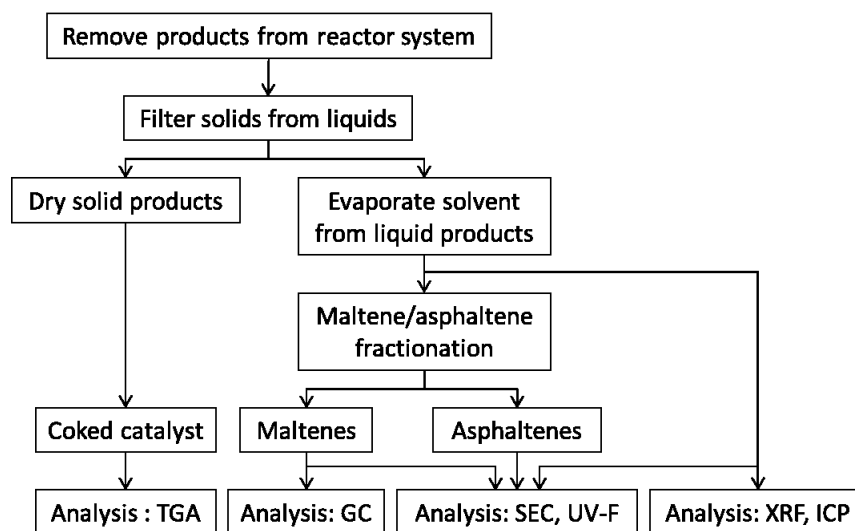 Remove products from reactor system
Filter solids from liquids
Dry solid products
Evaporate solvent
from liquid products
Maltene/asphaltene
fractionation
Coked catalyst
Maltenes
Asphaltenes
Analysis : TGA
Analysis: GC
Analysis: SEC, UV-F
Analysis: XRF, ICP